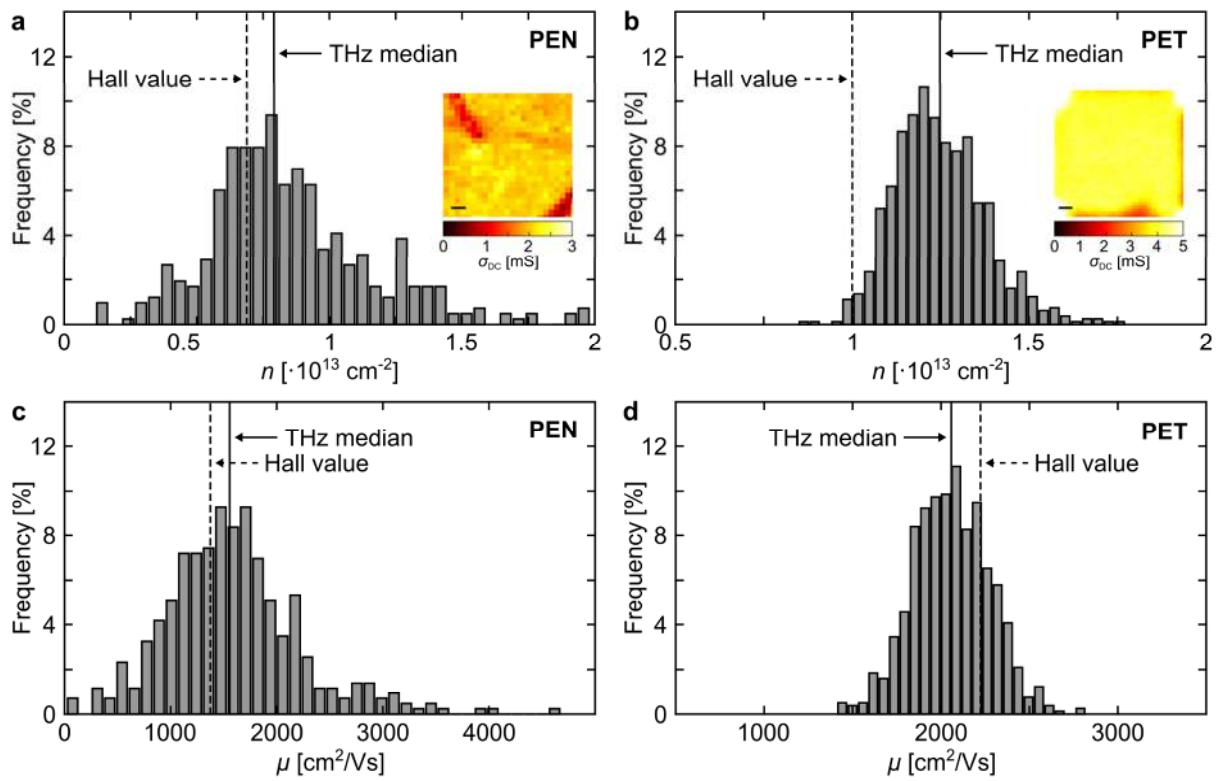 a
PEN
THz median
Hall value
12
8
4
0
Frequency [%]
0 1 2 3
σDC [mS]
0 0.5 1 1.5 2
n [·10¹³ cm⁻²]
b
PET
THz median
Hall value
12
8
4
0
Frequency [%]
0 1 2 3 4 5
σDC [mS]
0.5 1 1.5 2
n [·10¹³ cm⁻²]
c
PEN
THz median
Hall value
12
8
4
0
Frequency [%]
0 1000 2000 3000 4000
μ [cm²/Vs]
d
PET
THz median
Hall value
12
8
4
0
Frequency [%]
1000 2000 3000
μ [cm²/Vs]